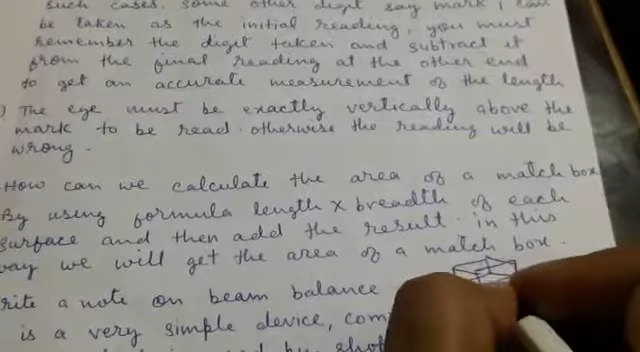 such cases, some other digit say mark 1 can
be taken as the initial reading, you must
remember the digit taken and subtract it
from the final reading at the other end
to get an accurate measurement of the length
) The eye must be exactly vertically above the
mark to be read. otherwise the reading will be
wrong.
How can we calculate the area of a match box
By using formula length x breadth of each
surface and then add the result. in this
way we will get the area of a match box.
rite a note on beam balance
is a very simple device, com